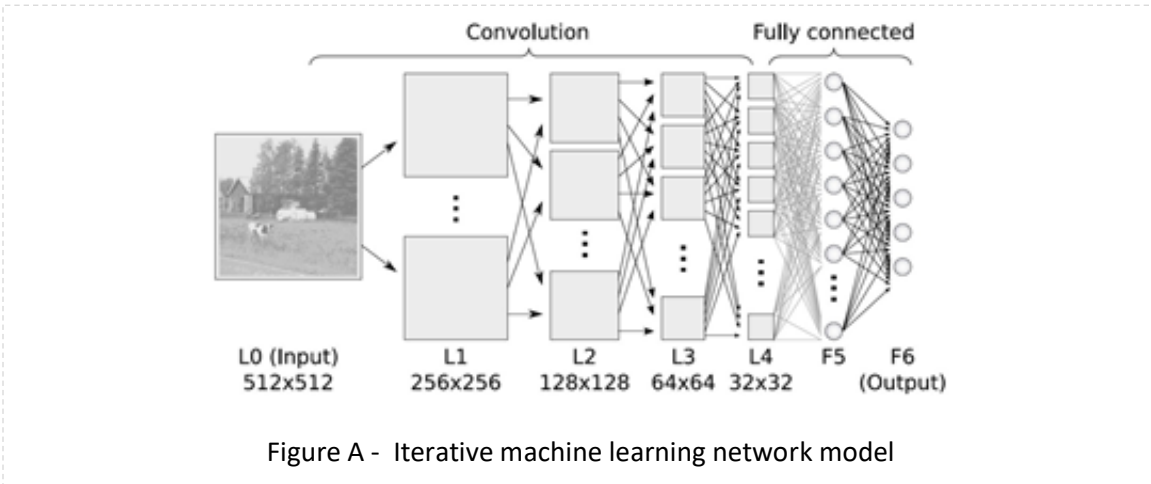 Convolution Fully connected
L0 (Input) L1 L2 L3 L4 F5 F6
512x512 256x256 128x128 64x64 32x32 (Output)
Figure A - Iterative machine learning network model